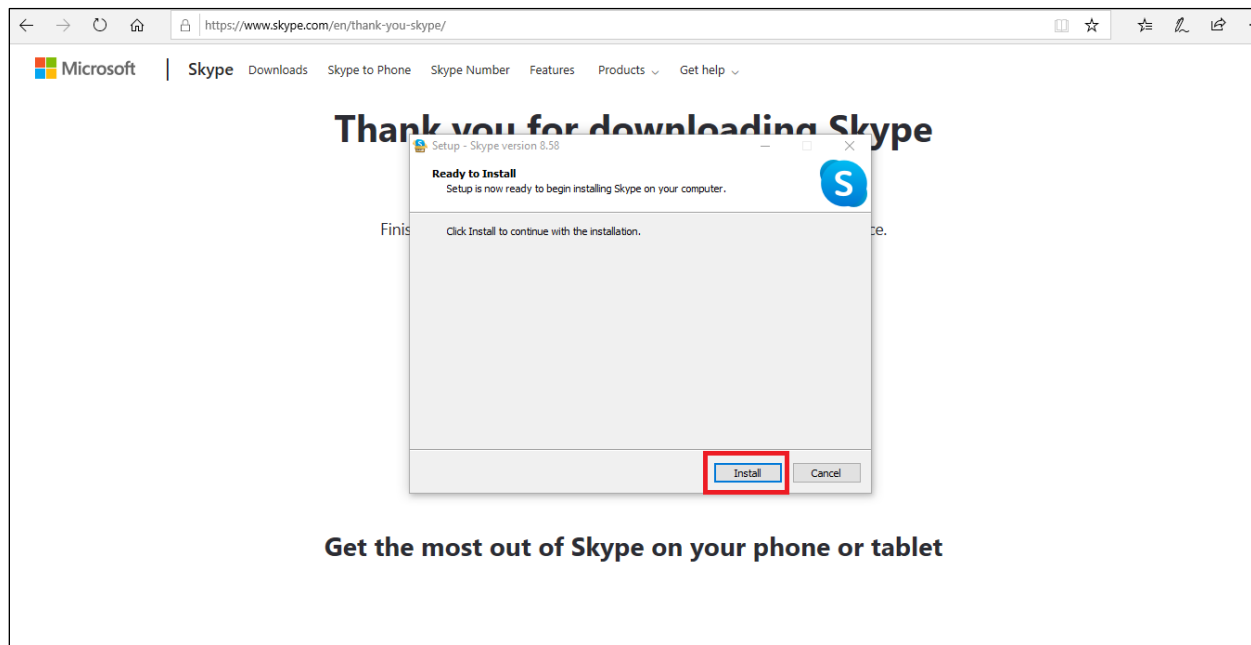 https://www.skype.com/en/thank-you-skype/
Microsoft Skype Downloads Skype to Phone Skype Number Features Products Get help
Thank you for downloading Skype
Setup - Skype version 8.58
Ready to Install
Setup is now ready to begin installing Skype on your computer.
S
Finis
ce.
Click Install to continue with the installation.
Install Cancel
Get the most out of Skype on your phone or tablet